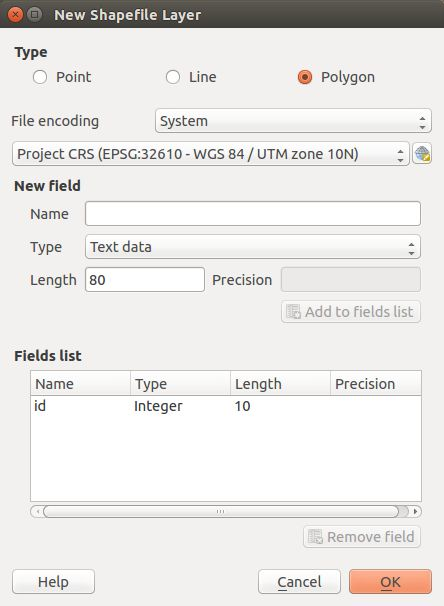 New Shapefile Layer
Type
Point Line Polygon
File encoding System
Project CRS (EPSG:32610 - WGS 84 / UTM zone 10N)
New field
Name
Type Text data
Length 80 Precision
Add to fields list
Fields list
Name Type Length Precision
id Integer 10
Remove field
Help Cancel OK